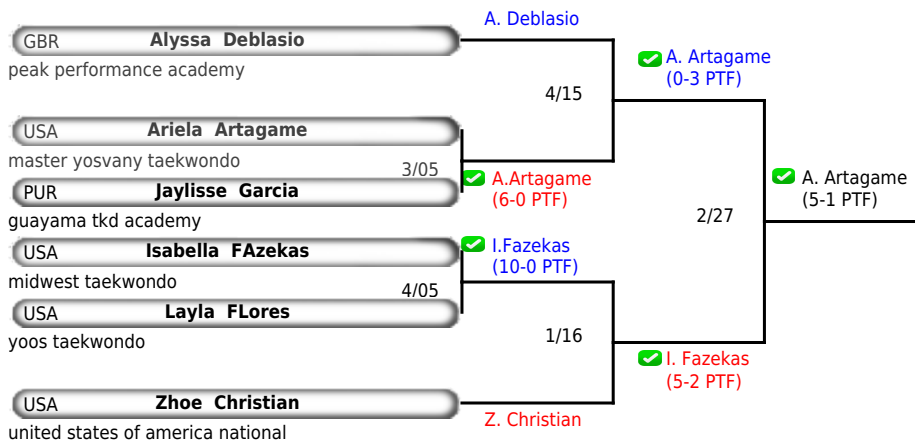 A. Deblasio
GBR Alyssa Deblasio
peak performance academy
A. Artagame
(0-3 PTF)
4/15
USA Ariela Artagame
master yosvany taekwondo
3/05
A.Artagame
(6-0 PTF)
PUR Jaylisse Garcia
guayama tkd academy
A. Artagame
(5-1 PTF)
2/27
USA Isabella FAzekas
midwest taekwondo
I.Fazekas
(10-0 PTF)
4/05
USA Layla FLores
yoos taekwondo
1/16
I. Fazekas
(5-2 PTF)
USA Zhoe Christian
united states of america national
Z. Christian